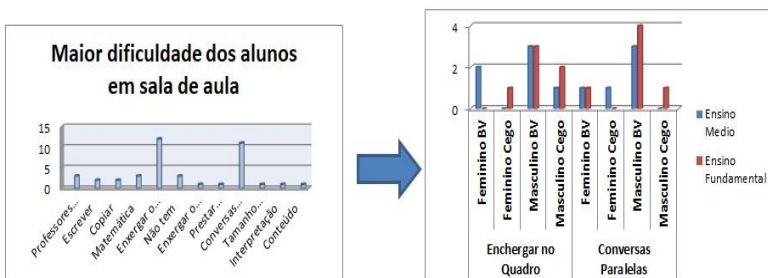 Maior dificuldade dos alunos
em sala de aula
15
10
5
0
Professores...
Escrever
Copiar
Matemática
Enxergar o...
Não tem
Enxergar o...
Prestar...
Conversas...
Tamanho...
Interpretação
Conteúdo
4
2
0
Feminino BV
Feminino Cego
Masculino BV
Masculino Cego
Feminino BV
Feminino Cego
Masculino BV
Masculino Cego
Enchergar no
Quadro
Conversas
Paralelas
Ensino
Medio
Ensino
Fundamental